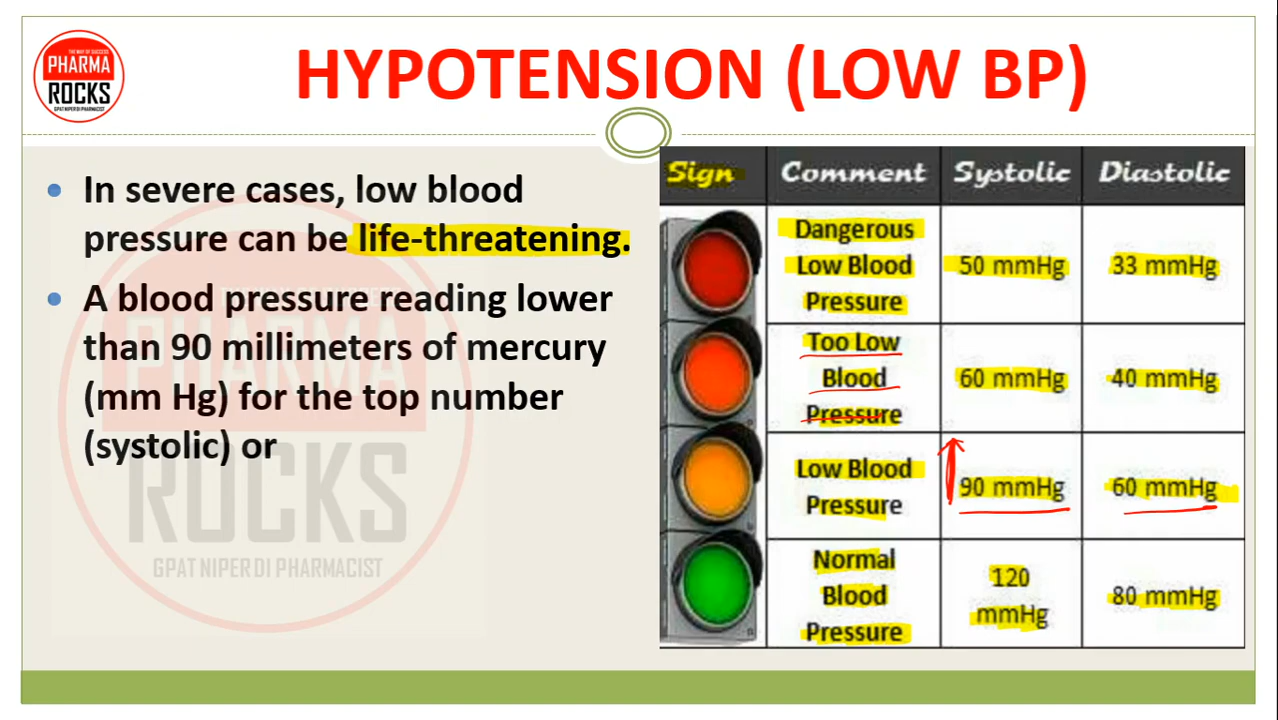 THE WAY OF SUCCESS
PHARMA
ROCKS
GPAT NIPER DI PHARMACIST
HYPOTENSION (LOW BP)
• In severe cases, low blood
pressure can be life-threatening.
• A blood pressure reading lower
than 90 millimeters of mercury
(mm Hg) for the top number
(systolic) or
PHARMA
ROCKS
GPAT NIPER DI PHARMACIST
Sign Comment Systolic Diastolic
Dangerous
Low Blood 50 mmHg 33 mmHg
Pressure
Too Low
Blood 60 mmHg 40 mmHg
Pressure
Low Blood
Pressure 90 mmHg 60 mmHg
Normal
Blood 120 80 mmHg
Pressure mmHg